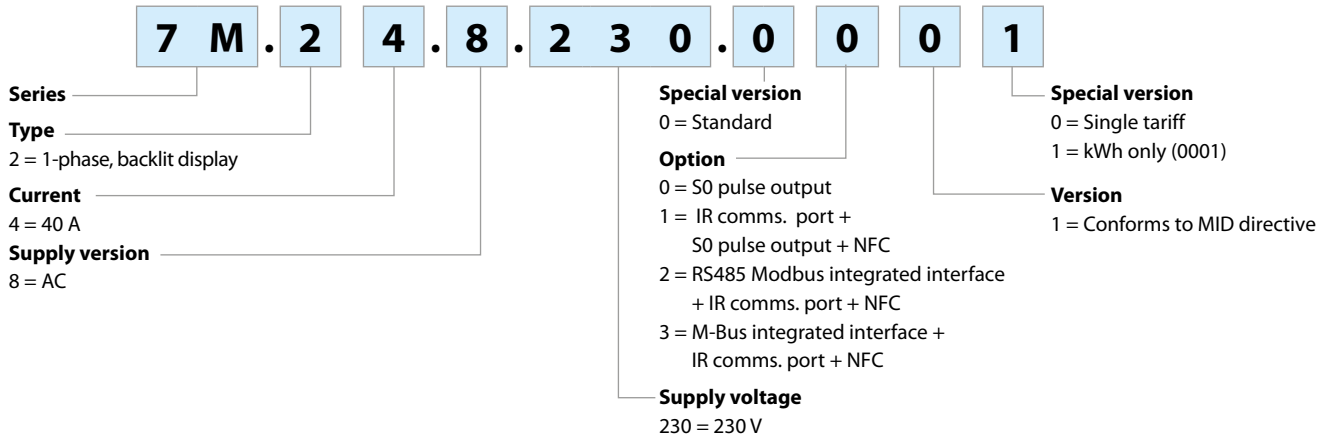 7 M . 2 4 . 8 . 2 3 0 . 0 0 0 1
Series
Type
2 = 1-phase, backlit display
Current
4 = 40 A
Supply version
8 = AC
Special version
0 = Standard
Option
0 = S0 pulse output
1 = IR comms. port +
S0 pulse output + NFC
2 = RS485 Modbus integrated interface
+ IR comms. port + NFC
3 = M-Bus integrated interface +
IR comms. port + NFC
Supply voltage
230 = 230 V
Special version
0 = Single tariff
1 = kWh only (0001)
Version
1 = Conforms to MID directive